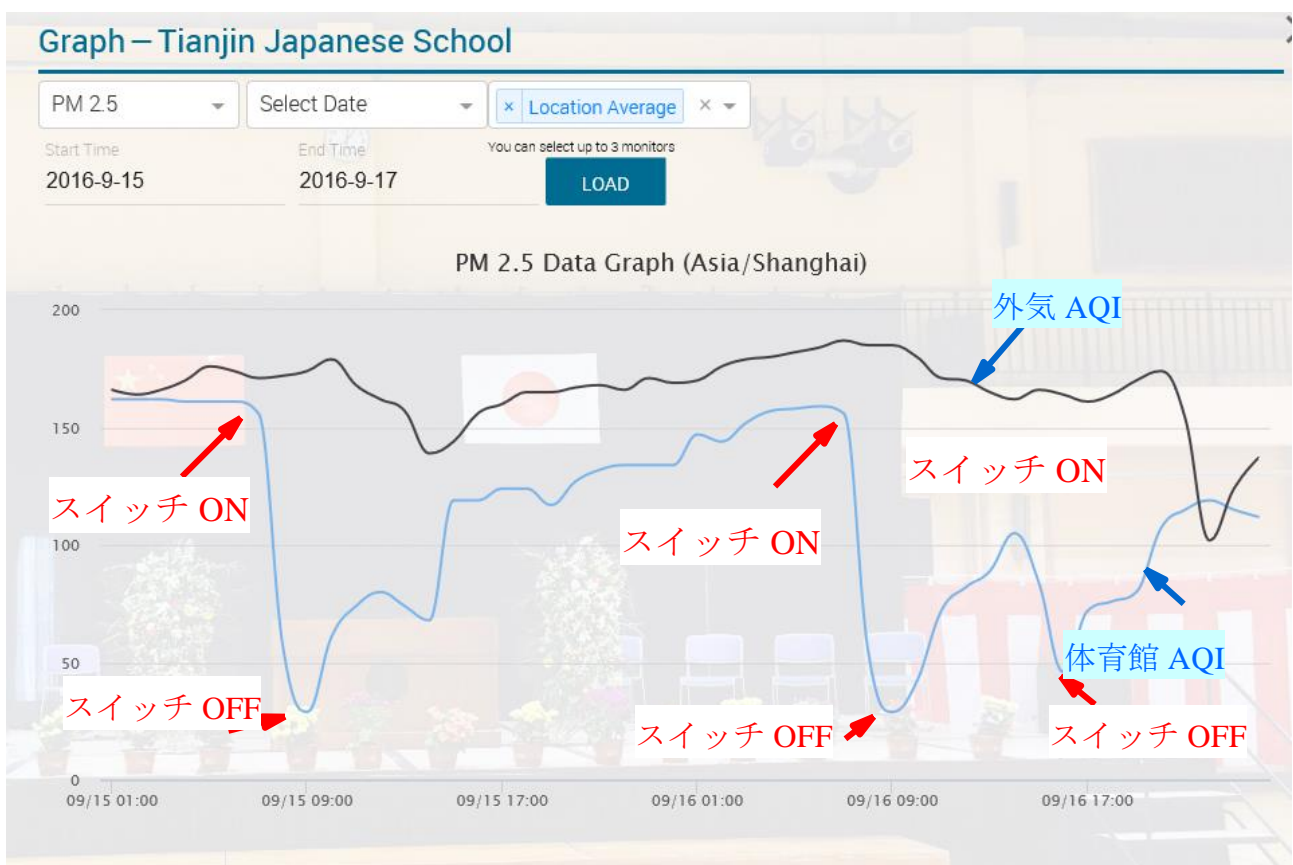 Graph — Tianjin Japanese School
PM 2.5
Select Date
× Location Average ×
Start Time
End Time
You can select up to 3 monitors
2016-9-15
2016-9-17
LOAD
PM 2.5 Data Graph (Asia/Shanghai)
200
外気 AQI
150
スイッチ ON
スイッチ ON
スイッチ ON
100
50
体育館 AQI
スイッチ OFF
スイッチ OFF
スイッチ OFF
0
09/15 01:00
09/15 09:00
09/15 17:00
09/16 01:00
09/16 09:00
09/16 17:00